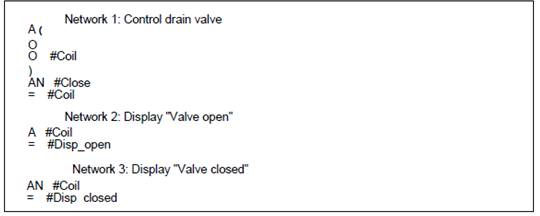 Network 1: Control drain valve
A(
O
O #Coil
)
AN #Close
= #Coil
Network 2: Display "Valve open"
A #Coil
= #Disp_open
Network 3: Display "Valve closed"
AN #Coil
= #Disp closed